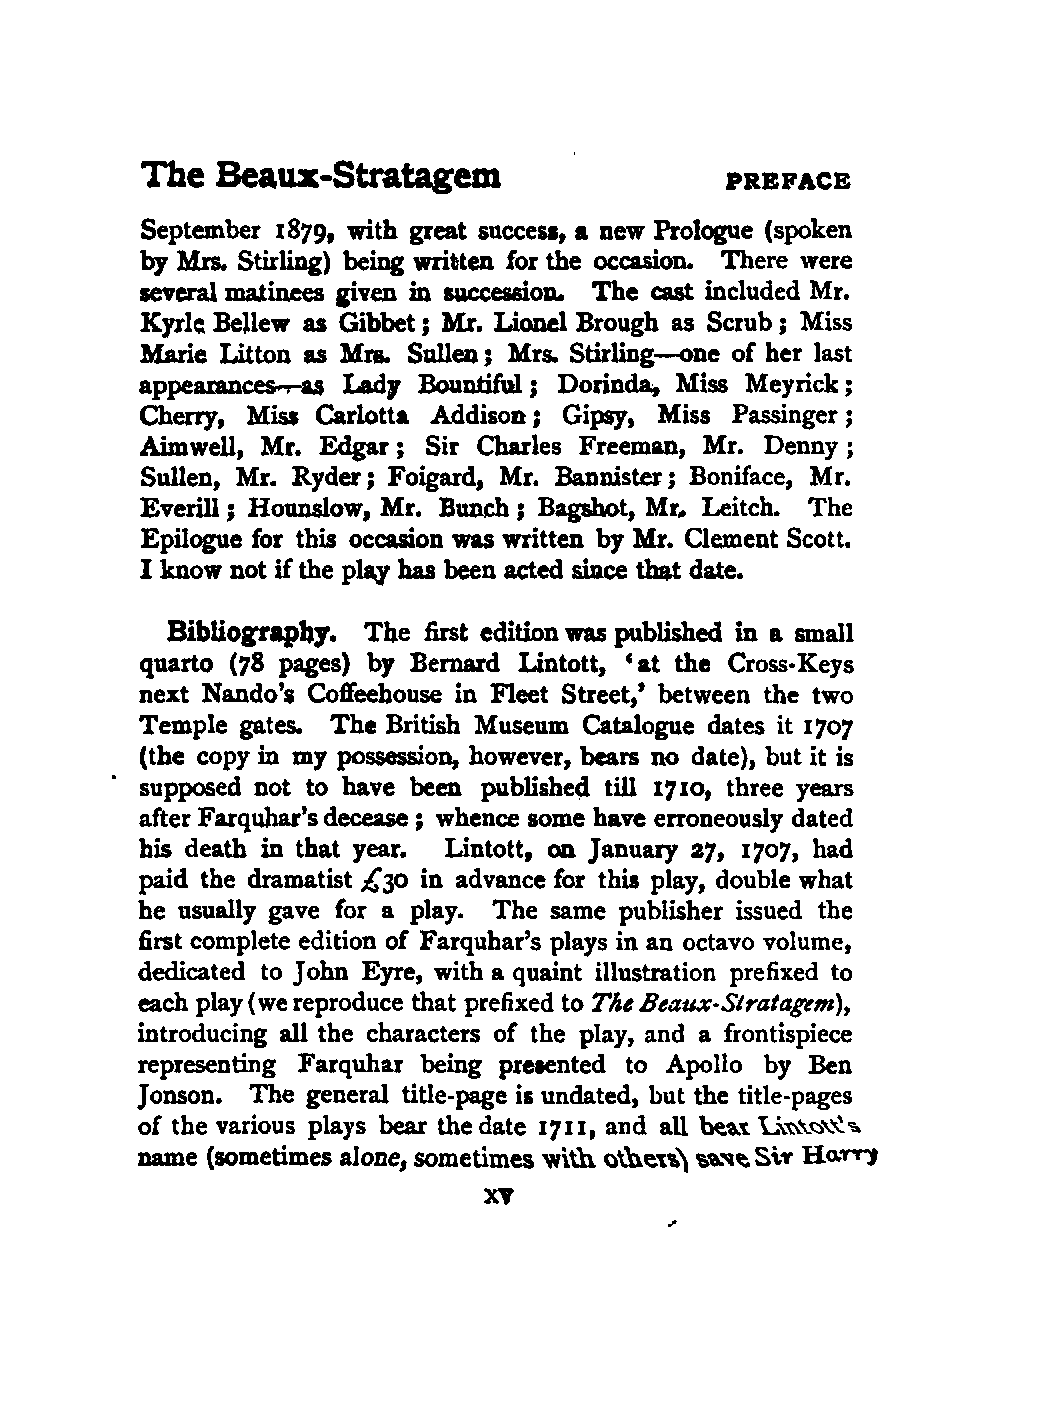 The Beaux-Stratagem PREFACE
September 1879, with great success, a new Prologue (spoken
by Mrs. Stirling) being written for the occasion. There were
several matinees given in succession. The cast included Mr.
Kyrle Bellew as Gibbet; Mr. Lionel Brough as Scrub; Miss
Marie Litton as Mrs. Sullen; Mrs. Stirling—one of her last
appearances—as Lady Bountiful; Dorinda, Miss Meyrick;
Cherry, Miss Carlotta Addison; Gipsy, Miss Passinger;
Aimwell, Mr. Edgar; Sir Charles Freeman, Mr. Denny;
Sullen, Mr. Ryder; Foigard, Mr. Bannister; Boniface, Mr.
Everill; Hounslow, Mr. Bunch; Bagshot, Mr. Leitch. The
Epilogue for this occasion was written by Mr. Clement Scott.
I know not if the play has been acted since that date.
Bibliography. The first edition was published in a small
quarto (78 pages) by Bernard Lintott, ‘at the Cross-Keys
next Nando's Coffeehouse in Fleet Street,’ between the two
Temple gates. The British Museum Catalogue dates it 1707
(the copy in my possession, however, bears no date), but it is
supposed not to have been published till 1710, three years
after Farquhar's decease; whence some have erroneously dated
his death in that year. Lintott, on January 27, 1707, had
paid the dramatist £30 in advance for this play, double what
he usually gave for a play. The same publisher issued the
first complete edition of Farquhar's plays in an octavo volume,
dedicated to John Eyre, with a quaint illustration prefixed to
each play (we reproduce that prefixed to The Beaux-Stratagem),
introducing all the characters of the play, and a frontispiece
representing Farquhar being presented to Apollo by Ben
Jonson. The general title-page is undated, but the title-pages
of the various plays bear the date 1711, and all bear Lintott's
name (sometimes alone, sometimes with others) save Sir Harry
xv